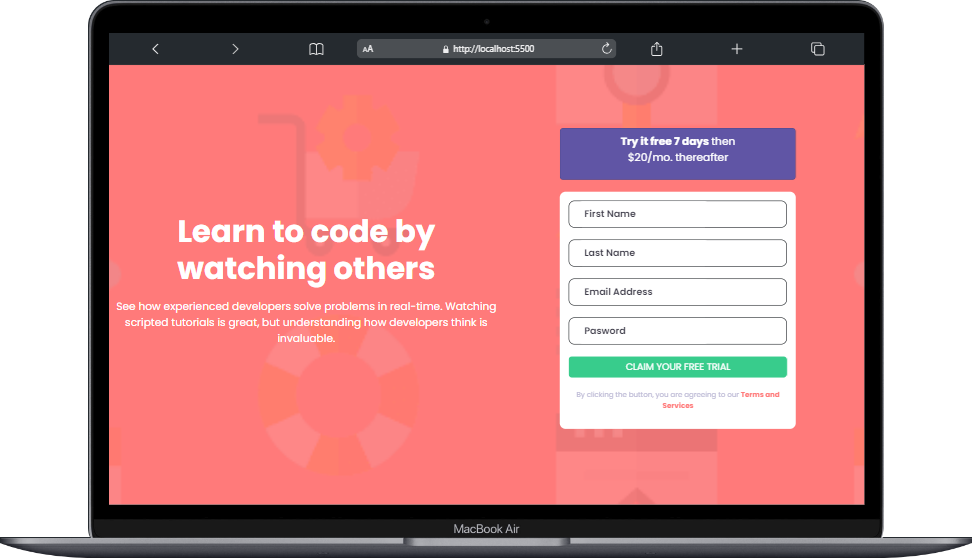 AA
http://localhost:5500
Try it free 7 days then
$20/mo. thereafter
Learn to code by
watching others
See how experienced developers solve problems in real-time. Watching
scripted tutorials is great, but understanding how developers think is
invaluable.
First Name
Last Name
Email Address
Pasword
CLAIM YOUR FREE TRIAL
By clicking the button, you are agreeing to our Terms and
Services
MacBook Air